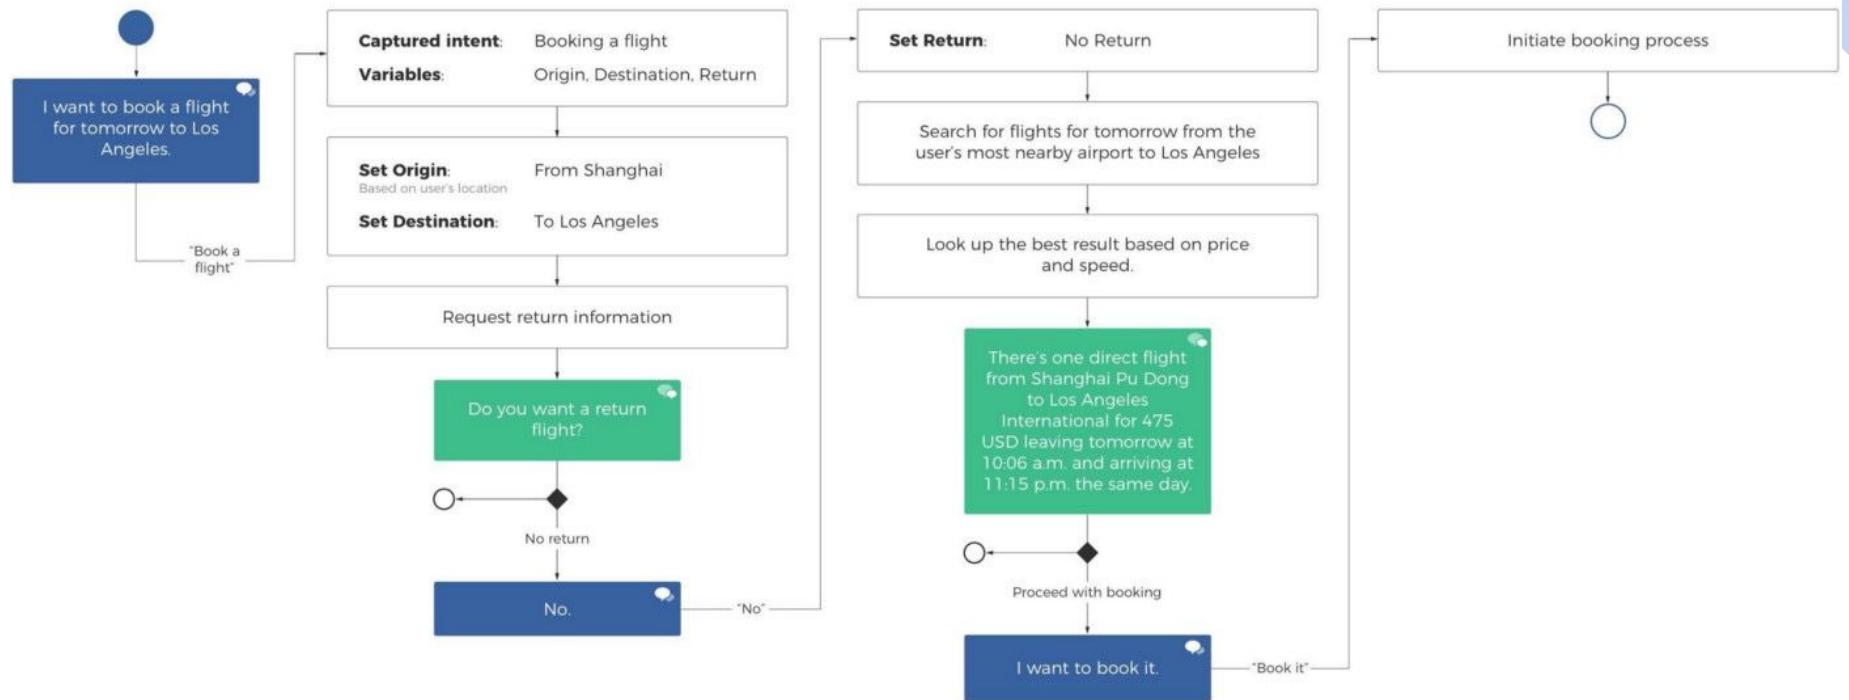 I want to book a flight
for tomorrow to Los
Angeles.
"Book a
flight"
Captured intent: Booking a flight
Variables: Origin, Destination, Return
Set Origin: From Shanghai
Based on user's location
Set Destination: To Los Angeles
Request return information
Do you want a return
flight?
No return
No.
"No"
Set Return: No Return
Search for flights for tomorrow from the
user's most nearby airport to Los Angeles
Look up the best result based on price
and speed.
There's one direct flight
from Shanghai Pu Dong
to Los Angeles
International for 475
USD leaving tomorrow at
10:06 a.m. and arriving at
11:15 p.m. the same day.
Proceed with booking
I want to book it.
"Book it"
Initiate booking process